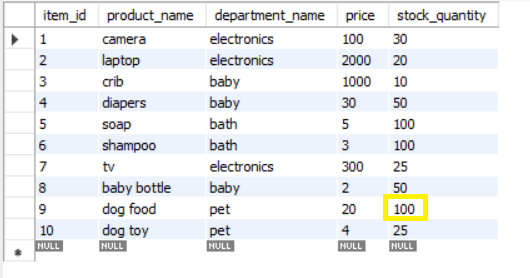 item_id product_name department_name price stock_quantity
1 camera electronics 100 30
2 laptop electronics 2000 20
3 crib baby 1000 10
4 diapers baby 30 50
5 soap bath 5 100
6 shampoo bath 3 100
7 tv electronics 300 25
8 baby bottle baby 2 50
9 dog food pet 20 100
10 dog toy pet 4 25
NULL NULL NULL NULL NULL